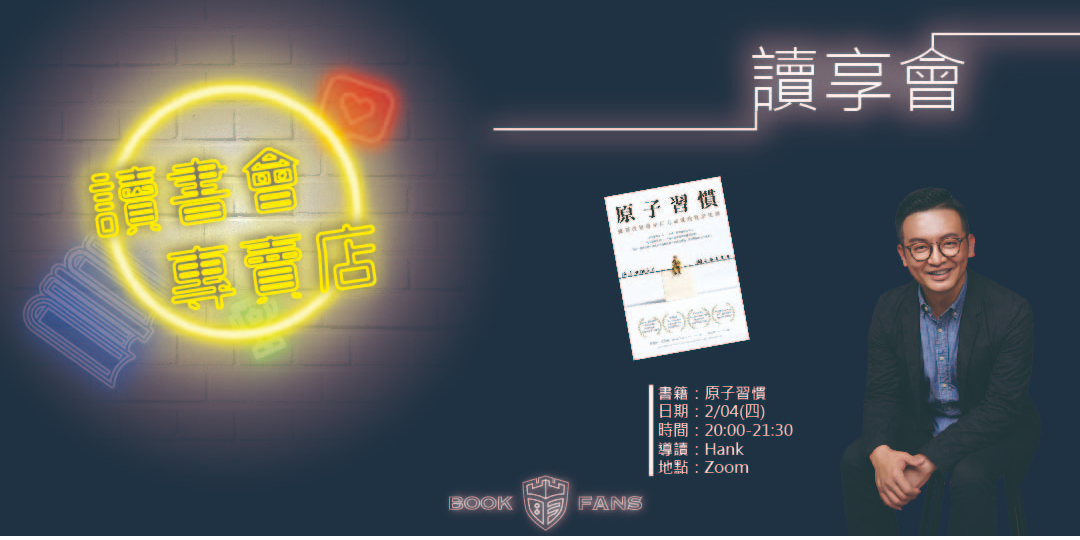 讀享會
讀書會
專賣店
原子習慣
書籍：原子習慣
日期：2/04(四)
時間：20:00-21:30
導讀：Hank
地點：Zoom
BOOK FANS